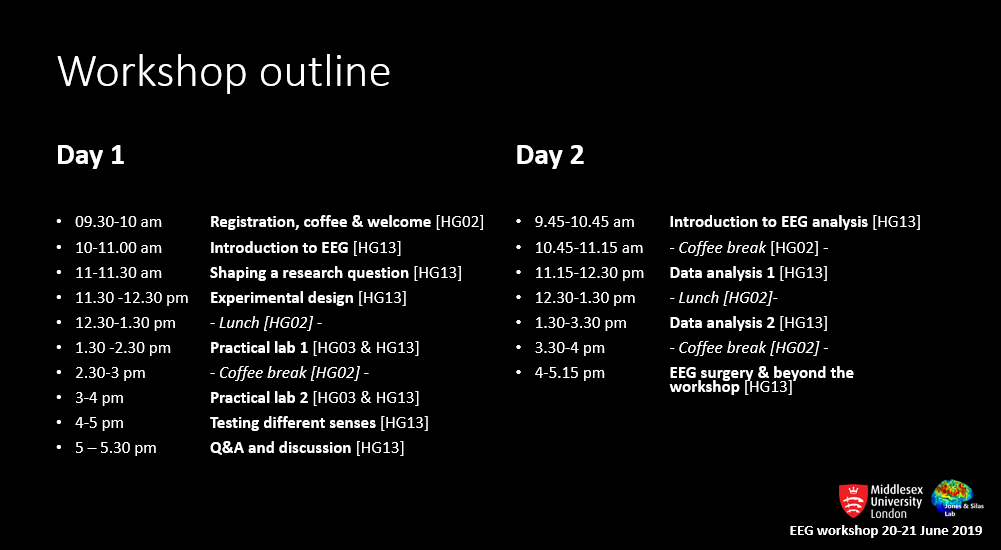 Workshop outline
Day 1
• 09.30-10 am Registration, coffee & welcome [HG02]
• 10-11.00 am Introduction to EEG [HG13]
• 11-11.30 am Shaping a research question [HG13]
• 11.30 -12.30 pm Experimental design [HG13]
• 12.30-1.30 pm - Lunch [HG02] -
• 1.30 -2.30 pm Practical lab 1 [HG03 & HG13]
• 2.30-3 pm - Coffee break [HG02] -
• 3-4 pm Practical lab 2 [HG03 & HG13]
• 4-5 pm Testing different senses [HG13]
• 5 – 5.30 pm Q&A and discussion [HG13]
Day 2
• 9.45-10.45 am Introduction to EEG analysis [HG13]
• 10.45-11.15 am - Coffee break [HG02] -
• 11.15-12.30 pm Data analysis 1 [HG13]
• 12.30-1.30 pm - Lunch [HG02]-
• 1.30-3.30 pm Data analysis 2 [HG13]
• 3.30-4 pm - Coffee break [HG02] -
• 4-5.15 pm EEG surgery & beyond the
workshop [HG13]
Middlesex
University
London
Jones & Silas
Lab
EEG workshop 20-21 June 2019